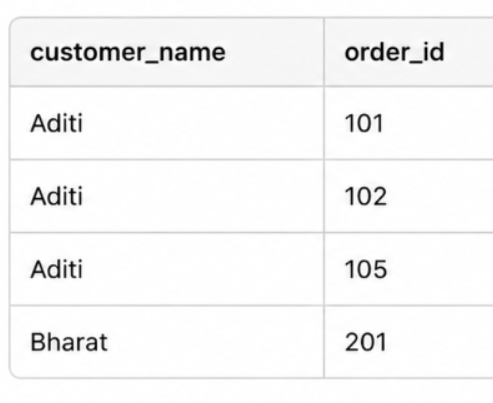 customer_name order_id
Aditi 101
Aditi 102
Aditi 105
Bharat 201